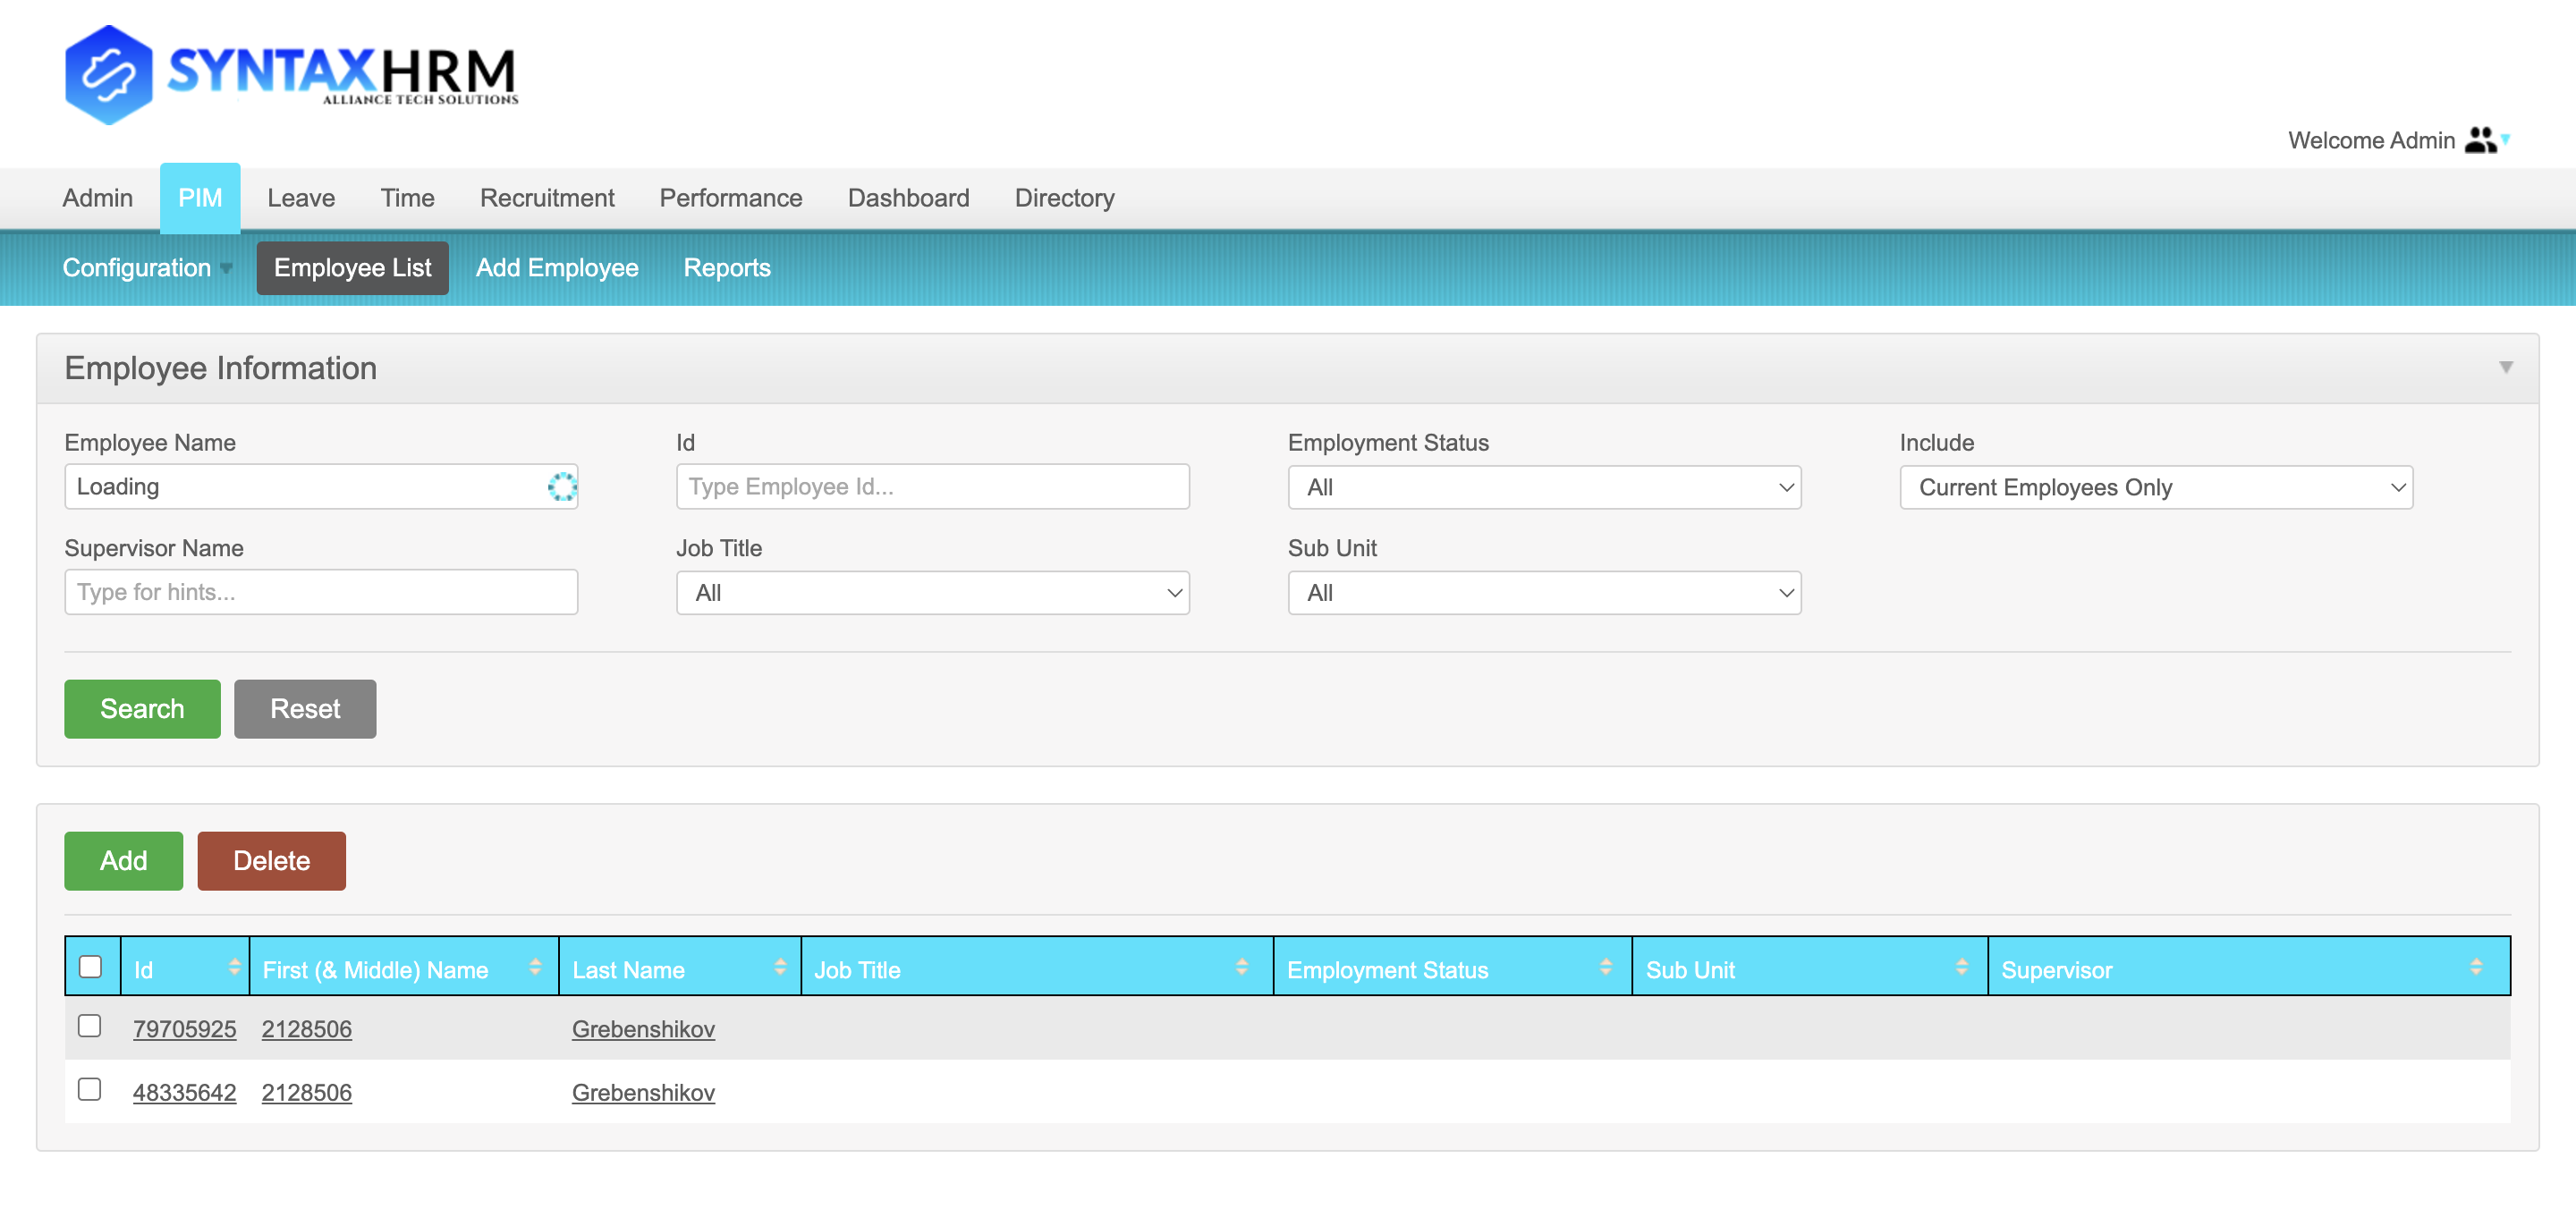 SYNTAXHRM
ALLIANCE TECH SOLUTIONS
Welcome Admin
Admin PIM Leave Time Recruitment Performance Dashboard Directory
Configuration Employee List Add Employee Reports
Employee Information
Employee Name Id Employment Status Include
Loading Type Employee Id... All Current Employees Only
Supervisor Name Job Title Sub Unit
Type for hints... All All
Search Reset
Add Delete
Id First (& Middle) Name Last Name Job Title Employment Status Sub Unit Supervisor
79705925 2128506 Grebenshikov
48335642 2128506 Grebenshikov